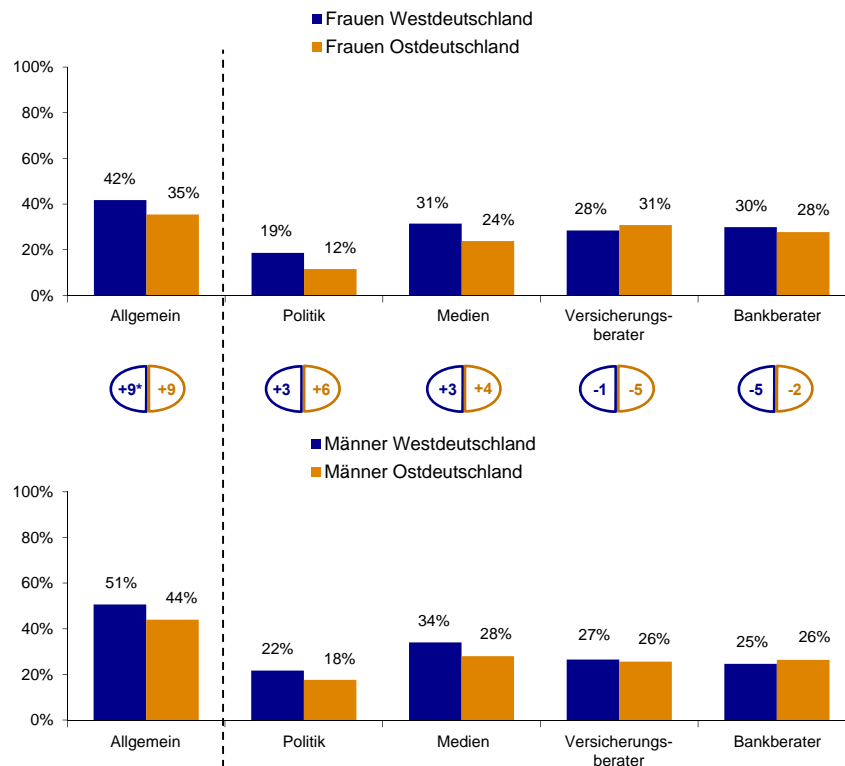 Frauen Westdeutschland
Frauen Ostdeutschland
100%
80%
60%
40%
20%
0%
42%
35%
19%
12%
31%
24%
28%
31%
30%
28%
Allgemein
Politik
Medien
Versicherungs-
berater
Bankberater
+9* +9
+3 +6
+3 +4
-1 -5
-5 -2
Männer Westdeutschland
Männer Ostdeutschland
100%
80%
60%
40%
20%
0%
51%
44%
22%
18%
34%
28%
27%
26%
25%
26%
Allgemein
Politik
Medien
Versicherungs-
berater
Bankberater